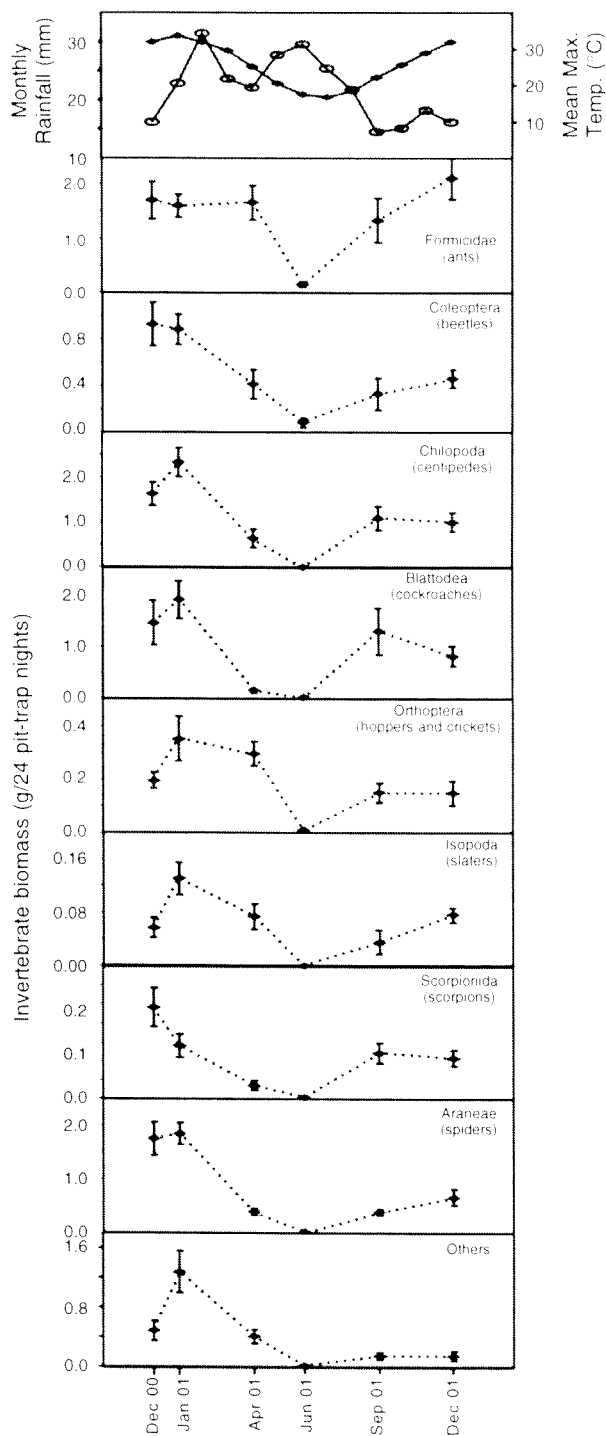 Monthly
Rainfall (mm)
30
20
10
30
20
10
Mean Max.
Temp. (°C)
2.0
1.0
0.0
Formicidae
(ants)
0.8
0.4
0.0
Coleoptera
(beetles)
2.0
1.0
0.0
Chilopoda
(centipedes)
2.0
1.0
0.0
Blattodea
(cockroaches)
0.4
0.2
0.0
Orthoptera
(hoppers and crickets)
0.16
0.08
0.00
Isopoda
(slaters)
0.2
0.1
0.0
Scorpionida
(scorpions)
2.0
1.0
0.0
Araneae
(spiders)
1.6
0.8
0.0
Others
Invertebrate biomass (g/24 pit-trap nights)
Dec 00
Jan 01
Apr 01
Jun 01
Sep 01
Dec 01